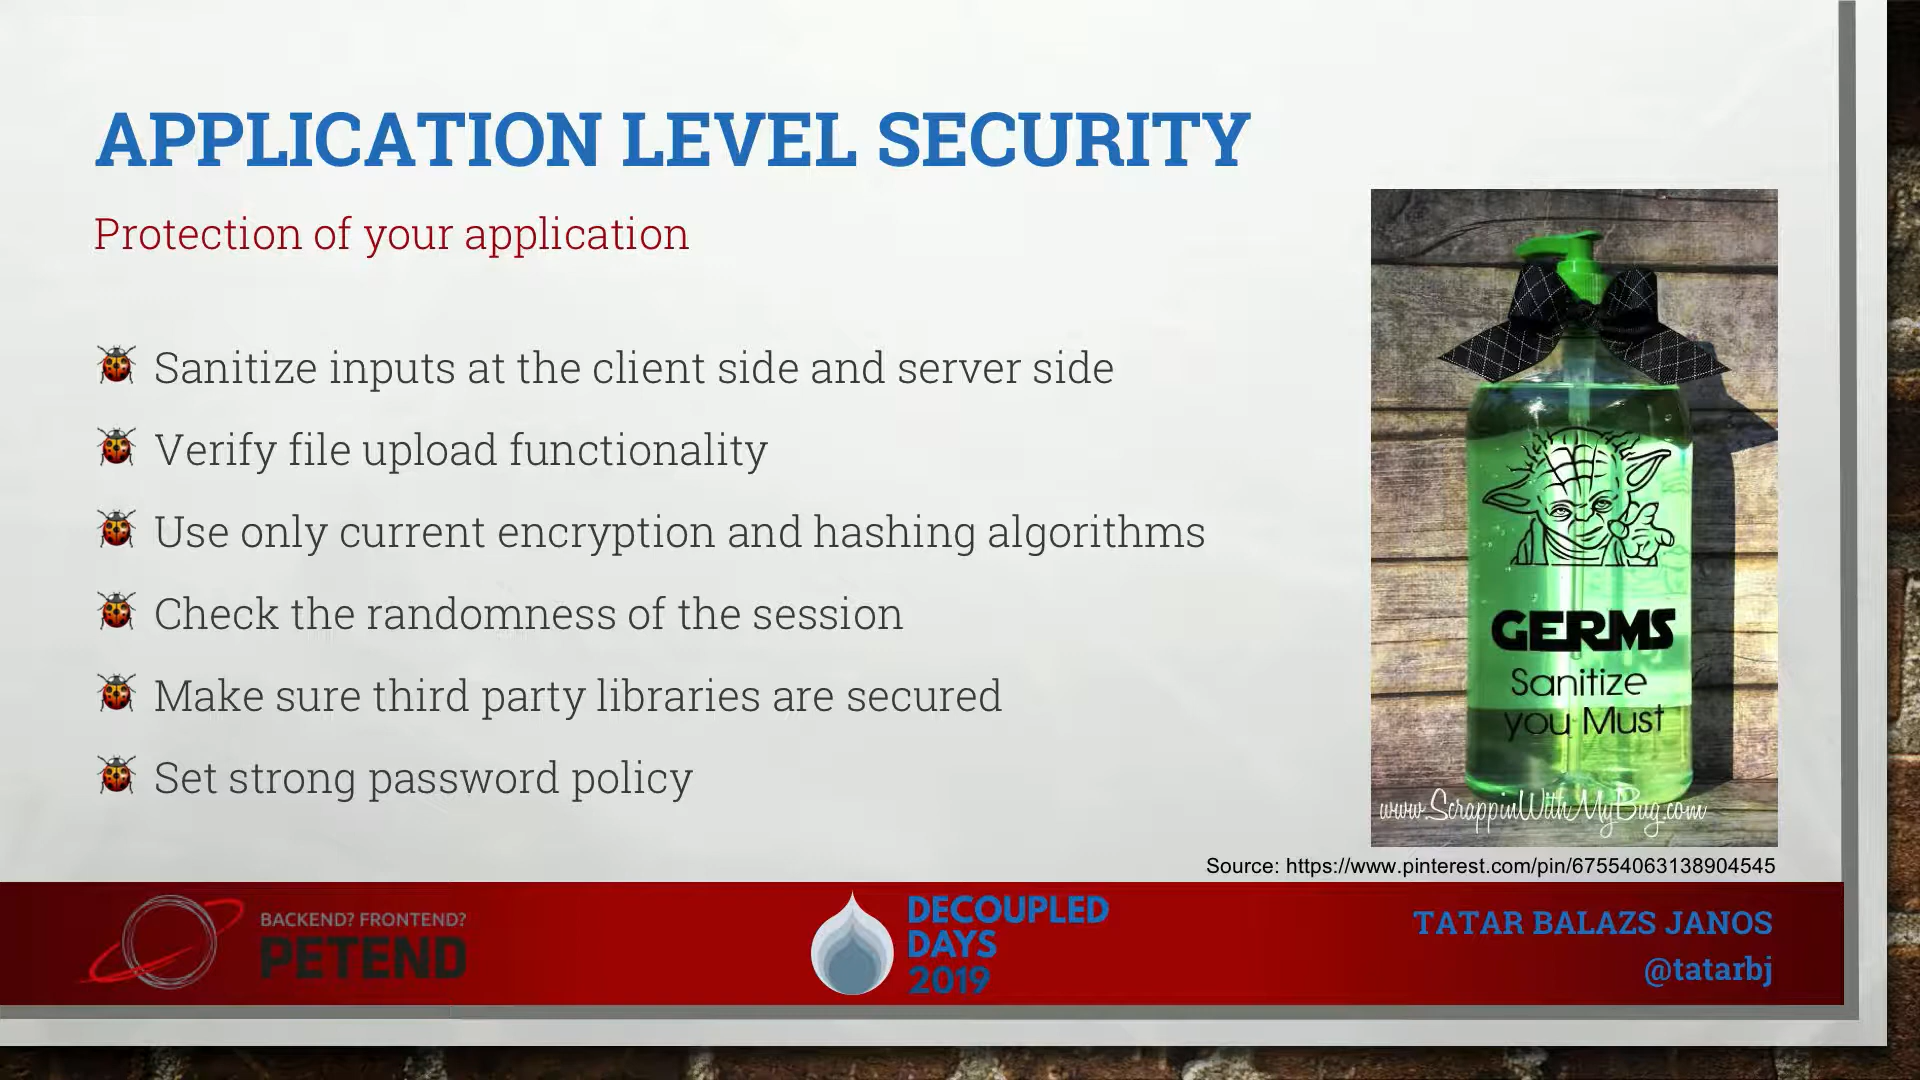 APPLICATION LEVEL SECURITY
Protection of your application
Sanitize inputs at the client side and server side
Verify file upload functionality
Use only current encryption and hashing algorithms
Check the randomness of the session
Make sure third party libraries are secured
Set strong password policy
GERMS
Sanitize
you Must
www.ScrappinWithMyBug.com
Source: https://www.pinterest.com/pin/67554063138904545
BACKEND? FRONTEND?
PETEND
DECOUPLED
DAYS
2019
TATAR BALAZS JANOS
@tatarbj